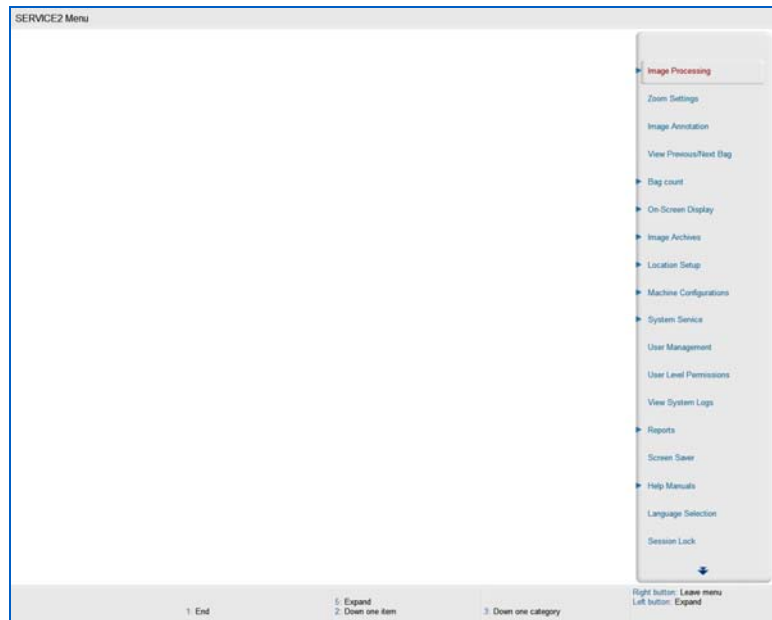 SERVICE2 Menu
Image Processing
Zoom Settings
Image Annotation
View Previous/Next Bag
Bag count
On-Screen Display
Image Archives
Location Setup
Machine Configurations
System Service
User Management
User Level Permissions
View System Logs
Reports
Screen Saver
Help Manuals
Language Selection
Session Lock
1: End
5: Expand
2: Down one item
3: Down one category
Right button: Leave menu
Left button: Expand